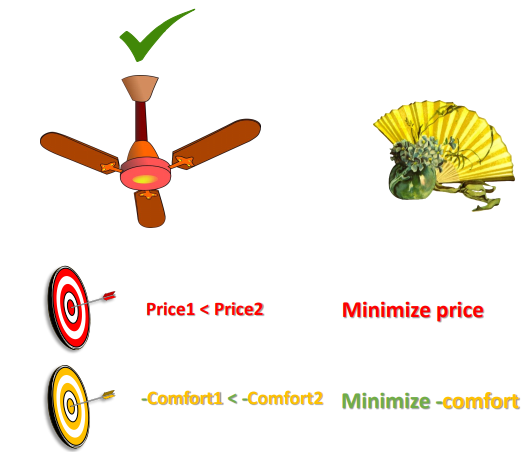 Price1 < Price2
Minimize price
-Comfort1 < -Comfort2
Minimize -comfort